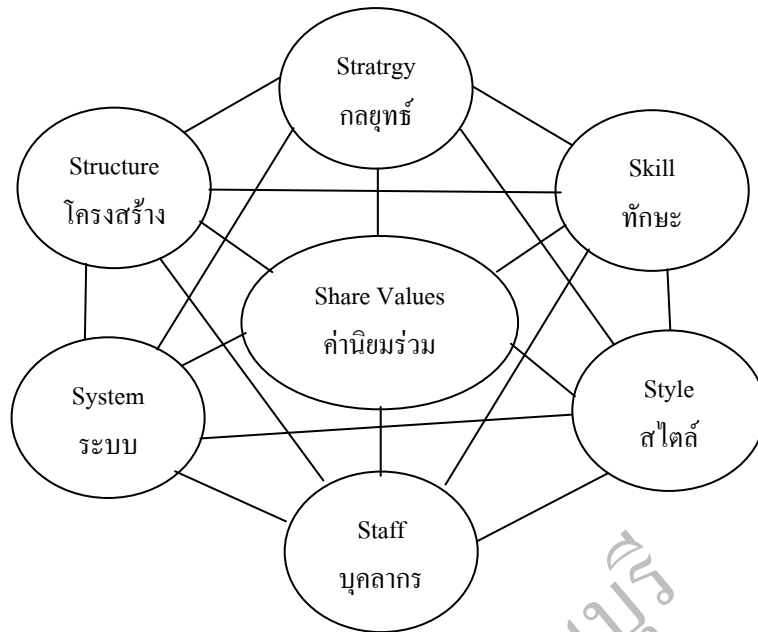 Stratrgy
กลยุทธ์
Structure
โครงสร้าง
Skill
ทักษะ
Share Values
ค่านิยมร่วม
System
ระบบ
Style
สไตล์
Staff
บุคลากร